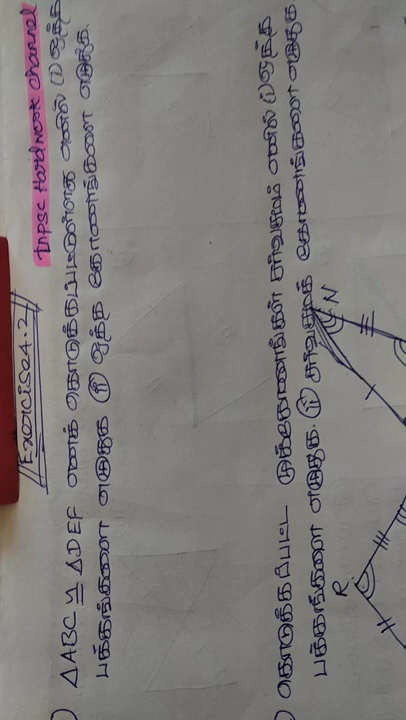 Exercise 4.2
Tnpsc Hardwork channel
) ΔABC ≅ ΔDEF எனக் கொடுக்கப்பட்டுள்ளது எனில் (i) ஒத்த
பக்கங்களை எழுதுக (ii) ஒத்த கோணங்களை எழுதுக.
) கொடுக்கப்பட்ட முக்கோணங்கள் சர்வசமம் எனில் (i) ஒத்த
பக்கங்களை எழுதுக. (ii) சர்வசமக் கோணங்களை எழுதுக
R
N